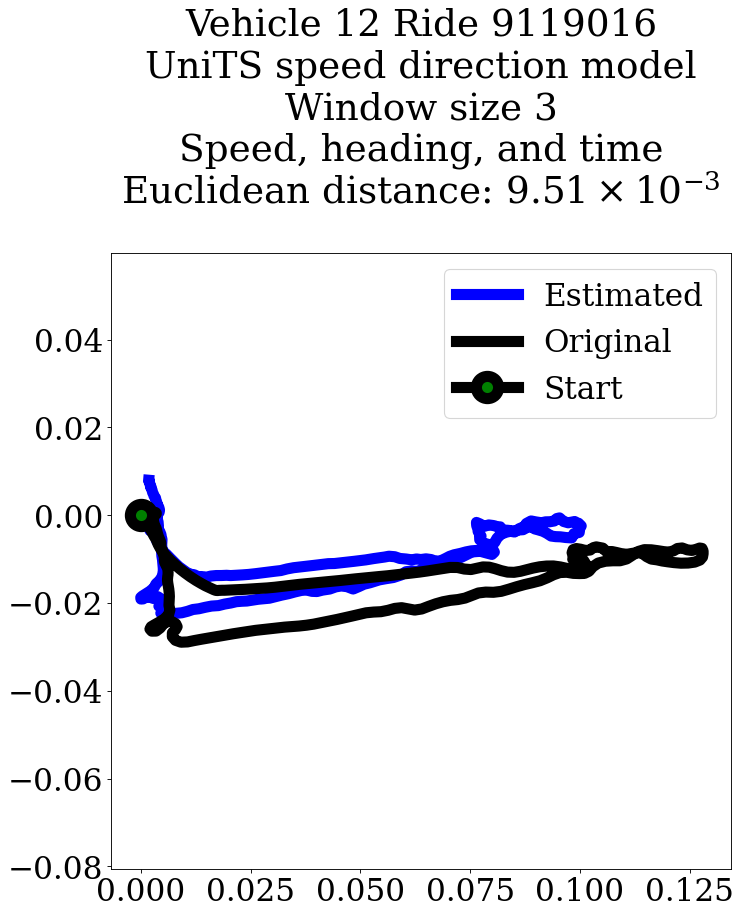 Vehicle 12 Ride 9119016
UniTS speed direction model
Window size 3
Speed, heading, and time
Euclidean distance: 9.51 × 10⁻³
Estimated
Original
Start
0.04
0.02
0.00
−0.02
−0.04
−0.06
−0.08
0.000 0.025 0.050 0.075 0.100 0.125